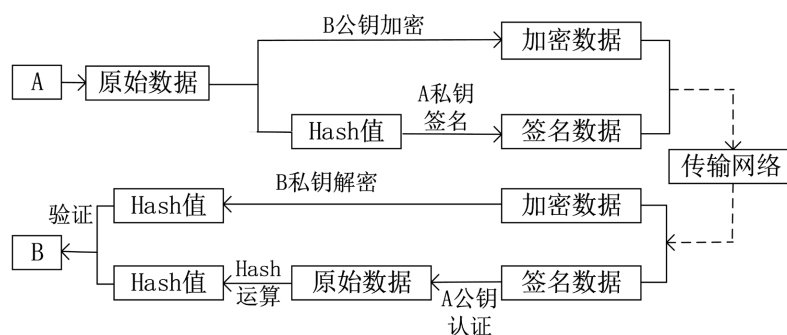 B公钥加密
加密数据
A
原始数据
A私钥
签名
Hash值
签名数据
传输网络
B私钥解密
Hash值
加密数据
验证
B
Hash值
Hash
运算
原始数据
A公钥
认证
签名数据